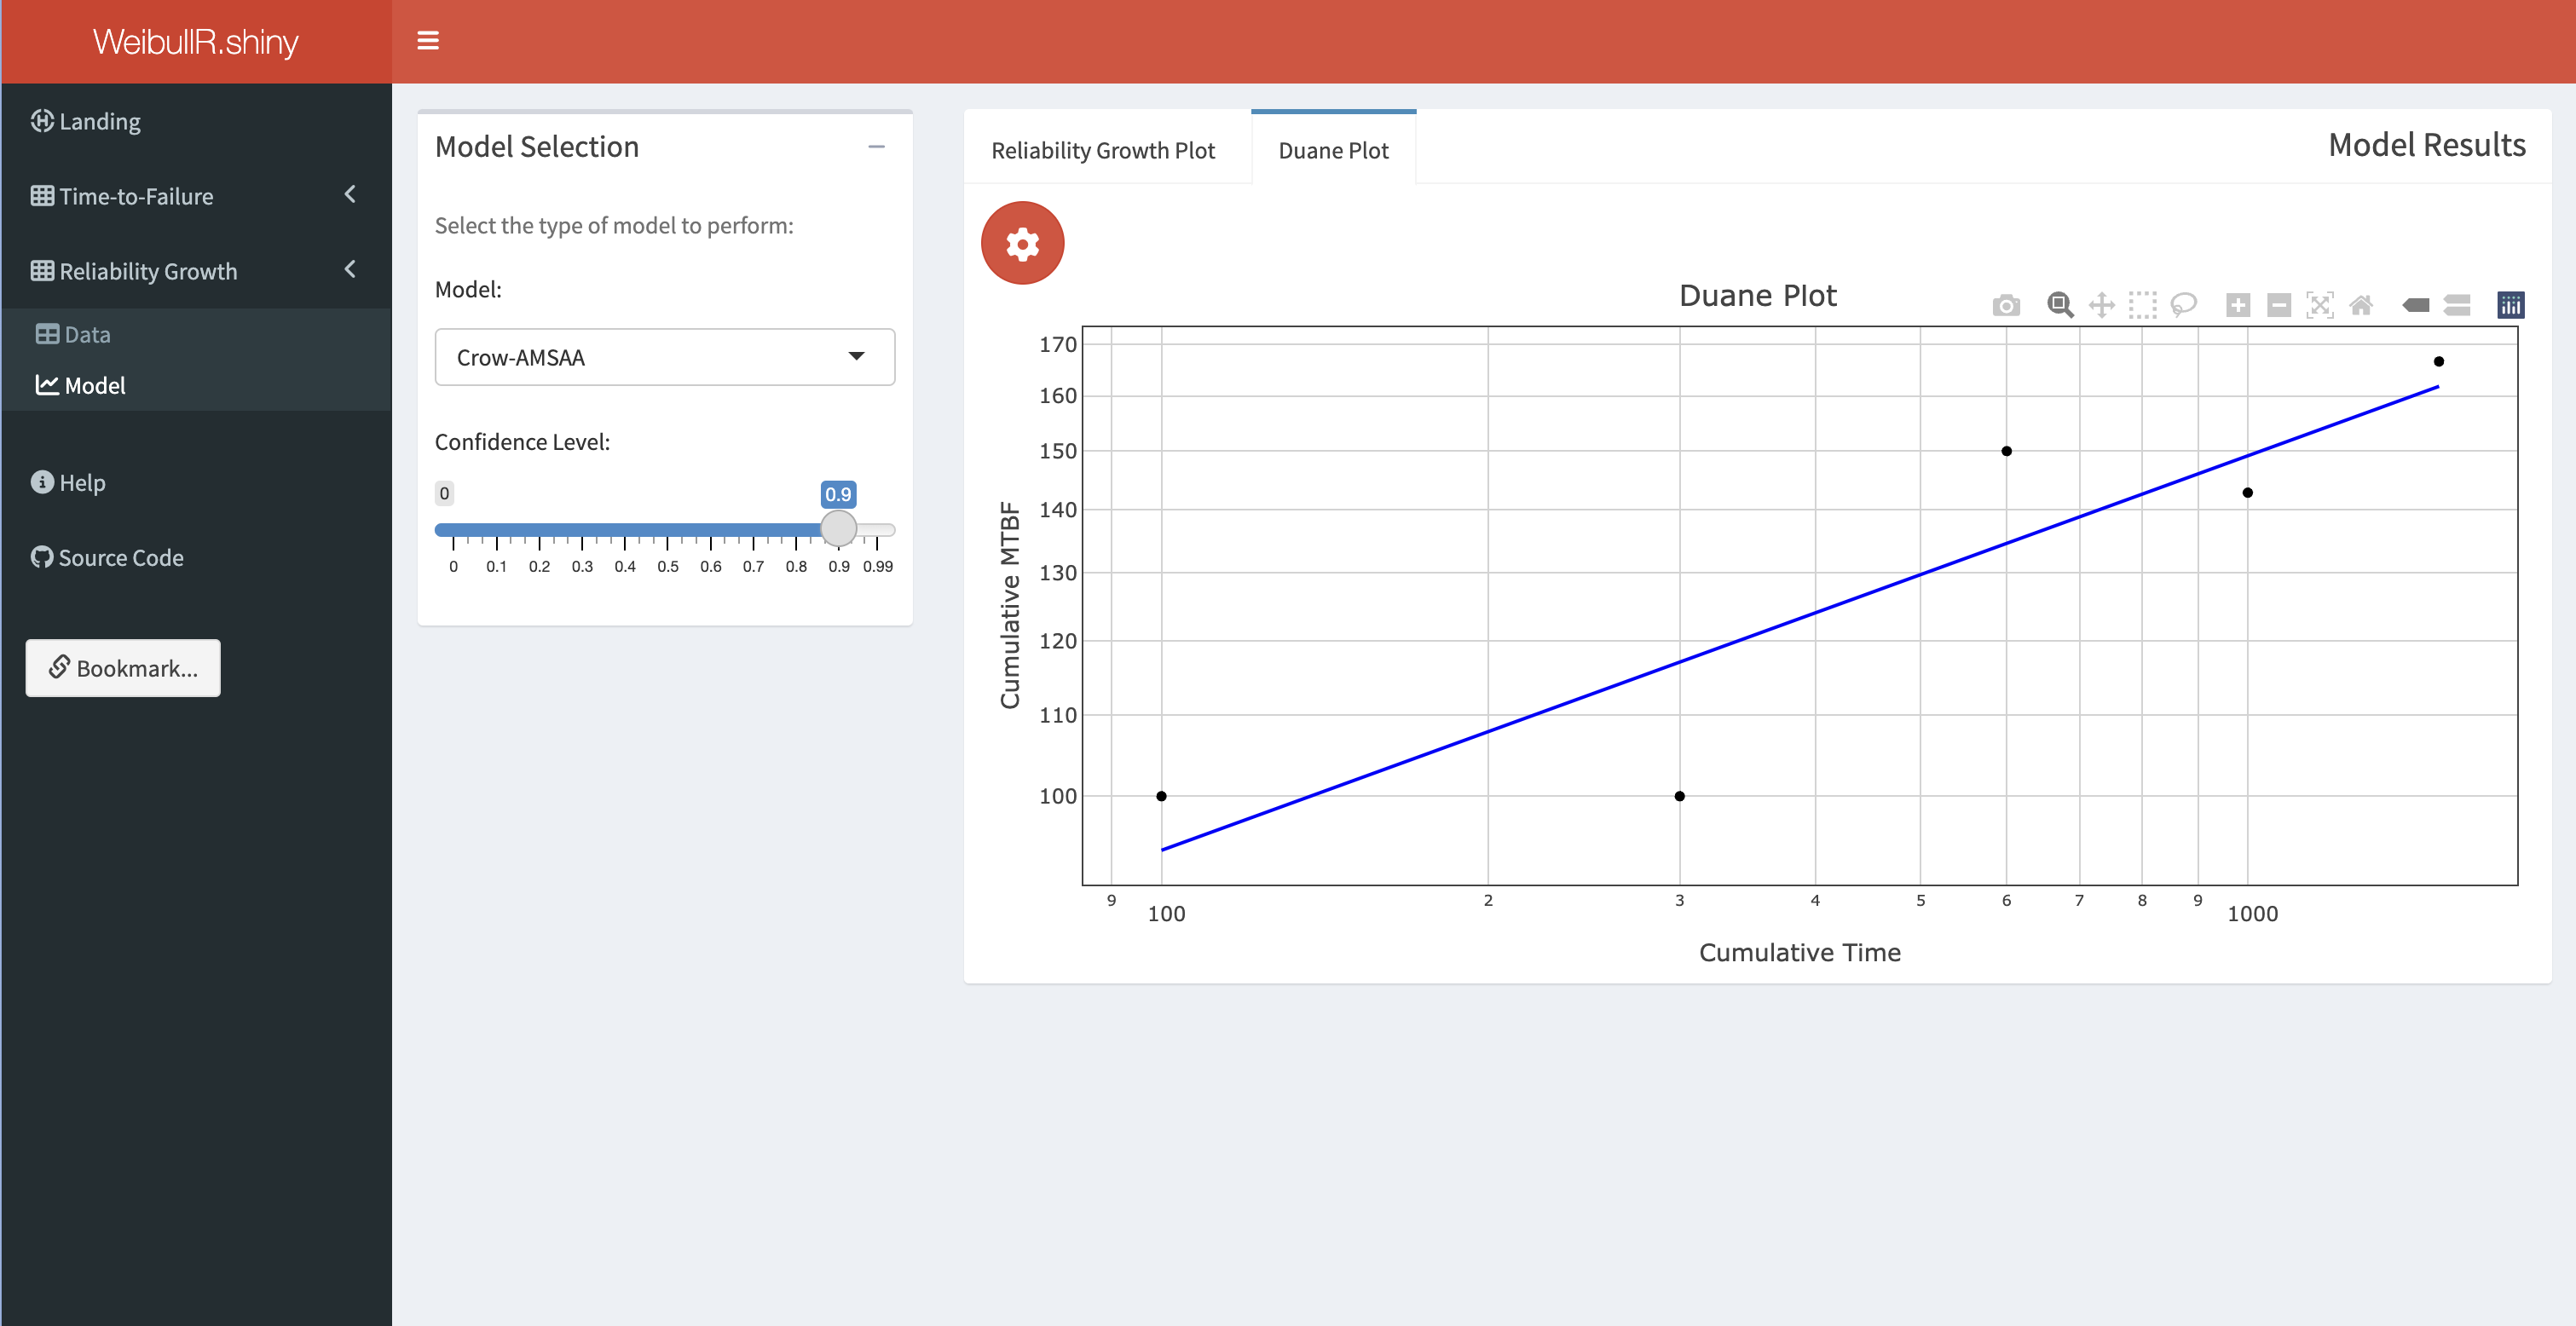 WeibullR.shiny
Landing
Time-to-Failure
Reliability Growth
Data
Model
Help
Source Code
Bookmark...
Model Selection
Select the type of model to perform:
Model:
Crow-AMSAA
Confidence Level:
0
0.9
0 0.1 0.2 0.3 0.4 0.5 0.6 0.7 0.8 0.9 0.99
Reliability Growth Plot
Duane Plot
Model Results
Duane Plot
170
160
150
140
130
120
110
100
Cumulative MTBF
9 2 3 4 5 6 7 8 9
100 1000
Cumulative Time